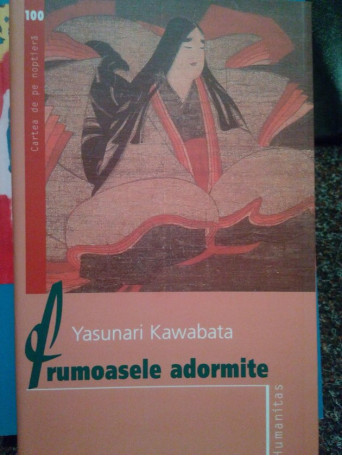 100
Cartea de pe noptieră
Yasunari Kawabata
frumoasele adormite
Humanitas